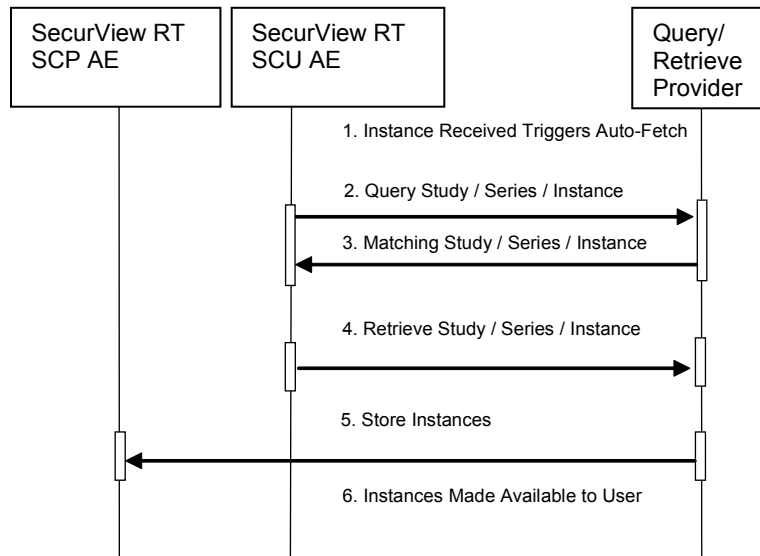 SecurView RT
SCP AE
SecurView RT
SCU AE
Query/
Retrieve
Provider
1. Instance Received Triggers Auto-Fetch
2. Query Study / Series / Instance
3. Matching Study / Series / Instance
4. Retrieve Study / Series / Instance
5. Store Instances
6. Instances Made Available to User